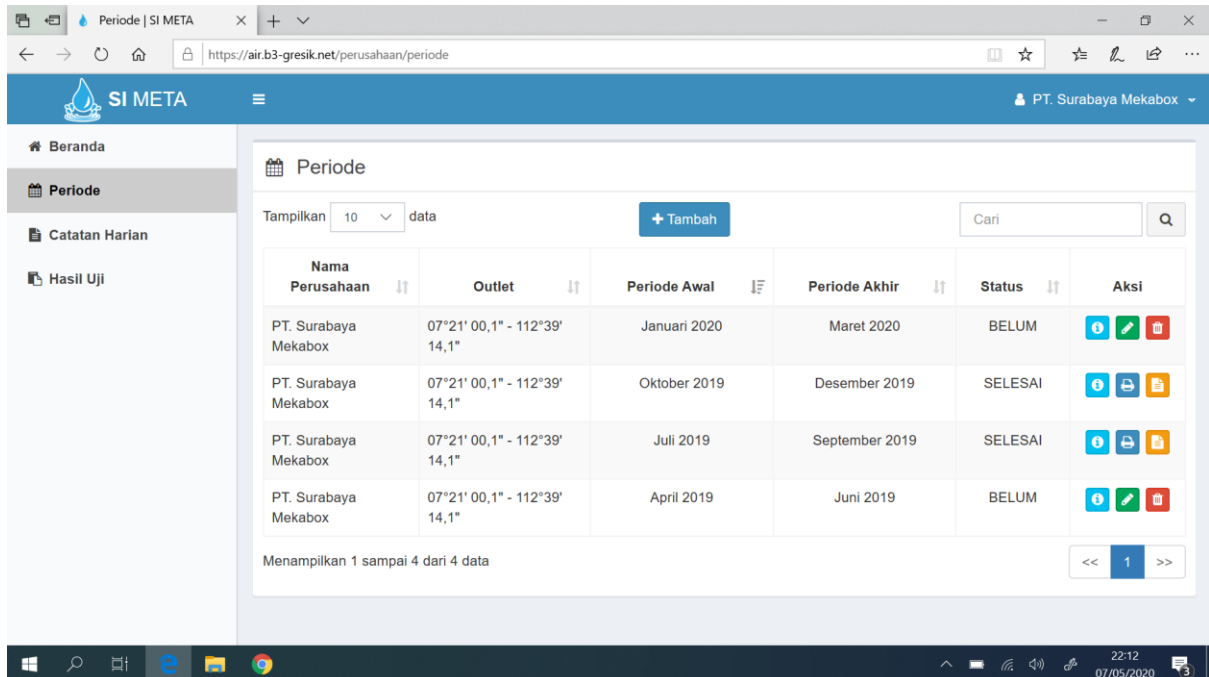 Periode | SI META
https://air.b3-gresik.net/perusahaan/periode
SI META
PT. Surabaya Mekabox
Beranda
Periode
Catatan Harian
Hasil Uji
Periode
Tampilkan 10 data
Tambah
Cari
Nama Perusahaan Outlet Periode Awal Periode Akhir Status Aksi
PT. Surabaya Mekabox 07°21' 00,1" - 112°39' 14,1" Januari 2020 Maret 2020 BELUM
PT. Surabaya Mekabox 07°21' 00,1" - 112°39' 14,1" Oktober 2019 Desember 2019 SELESAI
PT. Surabaya Mekabox 07°21' 00,1" - 112°39' 14,1" Juli 2019 September 2019 SELESAI
PT. Surabaya Mekabox 07°21' 00,1" - 112°39' 14,1" April 2019 Juni 2019 BELUM
Menampilkan 1 sampai 4 dari 4 data
<< 1 >>
22:12
07/05/2020
3